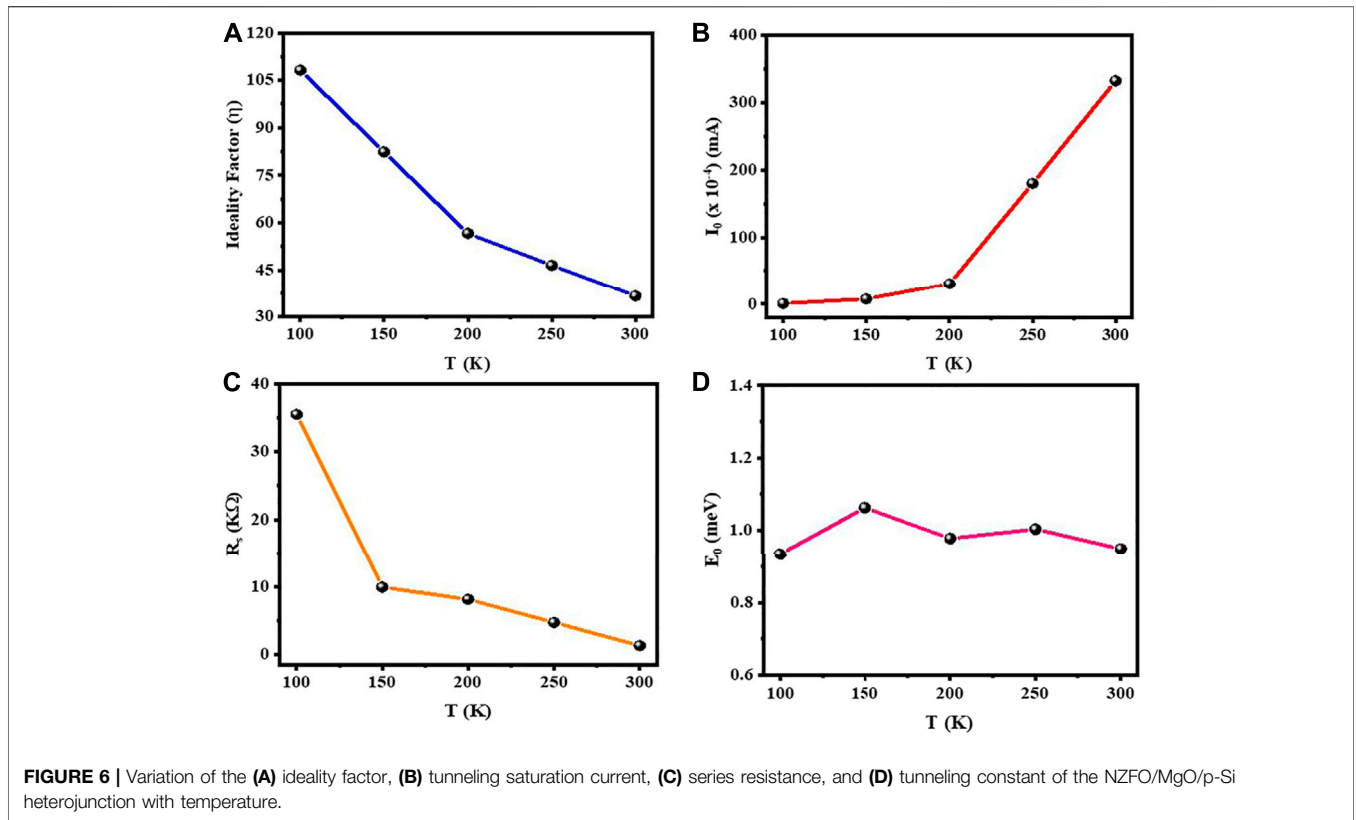 A
120
105
90
75
60
45
30
Ideality Factor (η)
100 150 200 250 300
T (K)
B
400
300
200
100
0
I₀ (x 10⁻⁴) (mA)
100 150 200 250 300
T (K)
C
40
30
20
10
0
Rₛ (KΩ)
100 150 200 250 300
T (K)
D
1.4
1.2
1.0
0.8
0.6
E₀ (meV)
100 150 200 250 300
T (K)
FIGURE 6 | Variation of the (A) ideality factor, (B) tunneling saturation current, (C) series resistance, and (D) tunneling constant of the NZFO/MgO/p-Si
heterojunction with temperature.